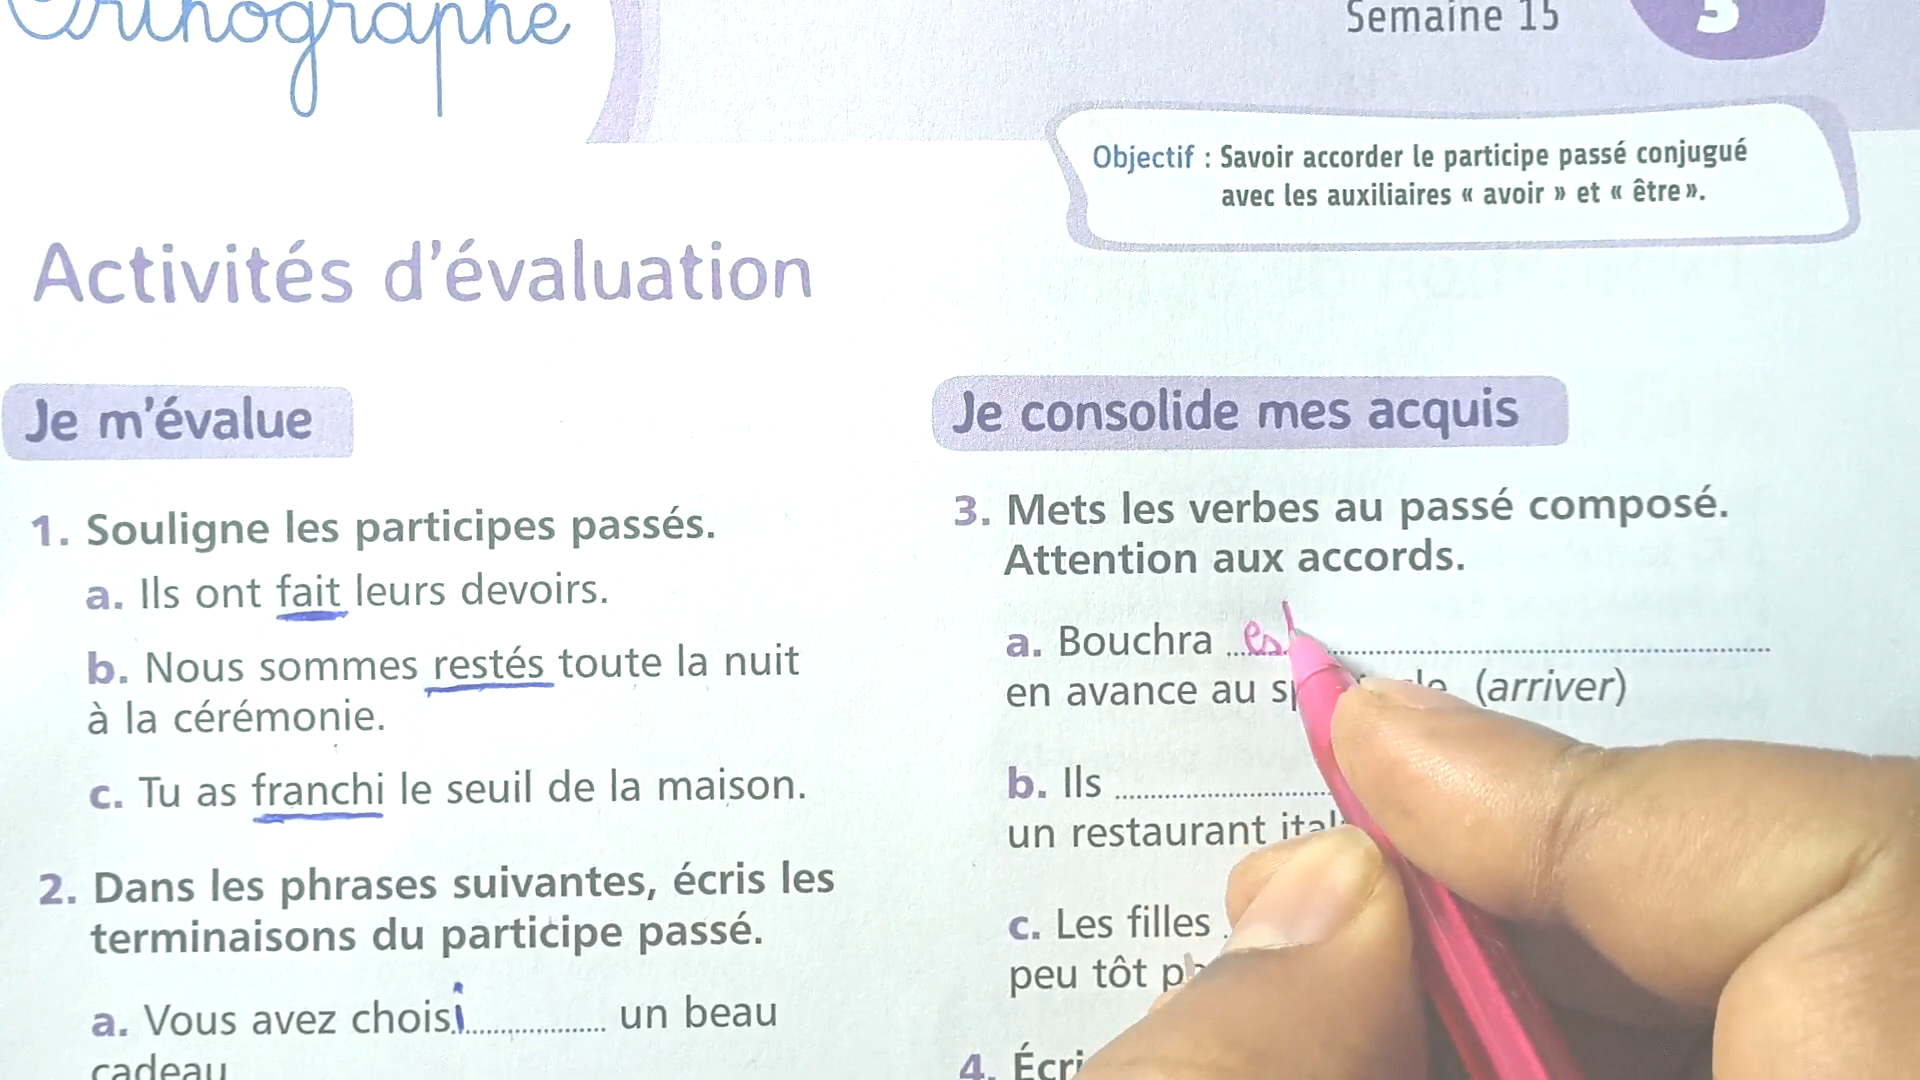 Orthographe
Semaine 15
Objectif : Savoir accorder le participe passé conjugué
avec les auxiliaires « avoir » et « être ».
Activités d'évaluation
Je m'évalue
1. Souligne les participes passés.
a. Ils ont fait leurs devoirs.
b. Nous sommes restés toute la nuit
à la cérémonie.
c. Tu as franchi le seuil de la maison.
2. Dans les phrases suivantes, écris les
terminaisons du participe passé.
a. Vous avez choisi un beau
cadeau
Je consolide mes acquis
3. Mets les verbes au passé composé.
Attention aux accords.
a. Bouchra es
en avance au (arriver)
b. Ils
un restaurant
c. Les filles
peu tôt
4.